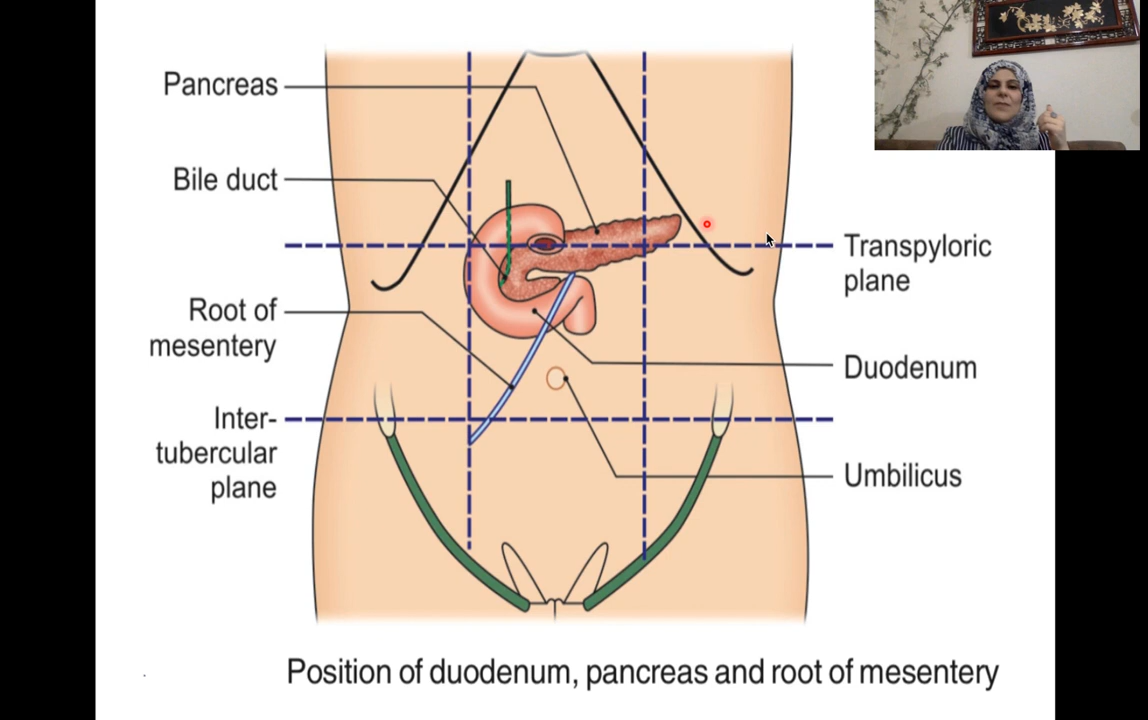 Pancreas
Bile duct
Root of
mesentery
Inter-
tubercular
plane
Transpyloric
plane
Duodenum
Umbilicus
Position of duodenum, pancreas and root of mesentery